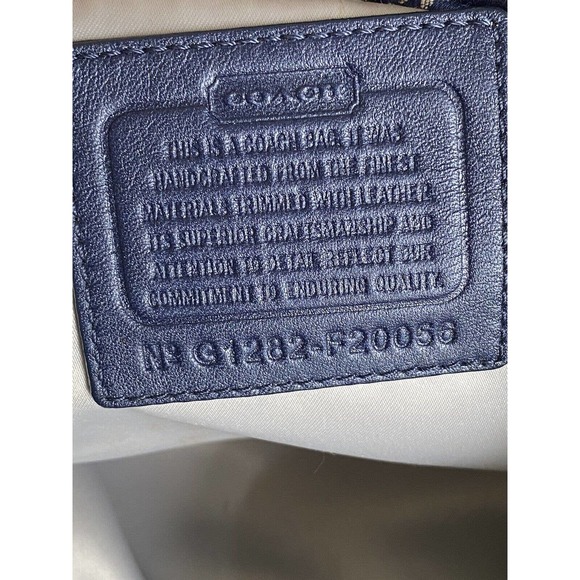 COACH
THIS IS A COACH BAG. IT WAS
HANDCRAFTED FROM THE FINEST
MATERIALS TRIMMED WITH LEATHER.
ITS SUPERIOR CRAFTSMANSHIP AND
ATTENTION TO DETAIL REFLECT OUR
COMMITMENT TO ENDURING QUALITY.
Nº G1282-F20056